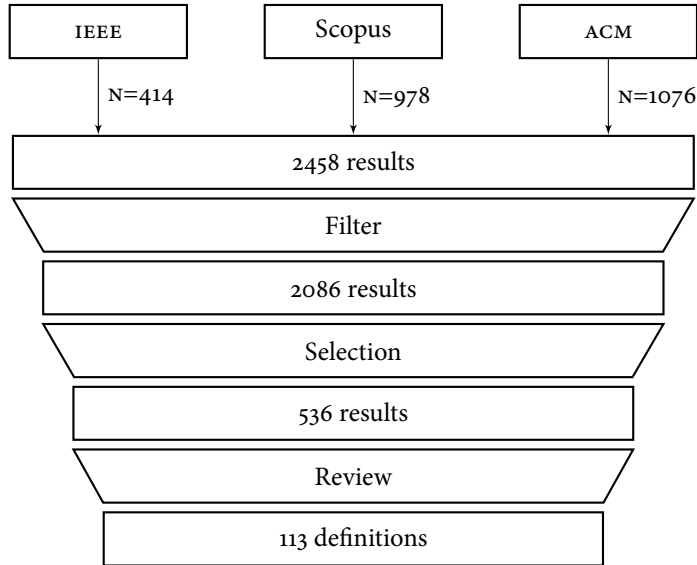 IEEE
Scopus
ACM
N=414
N=978
N=1076
2458 results
Filter
2086 results
Selection
536 results
Review
113 definitions